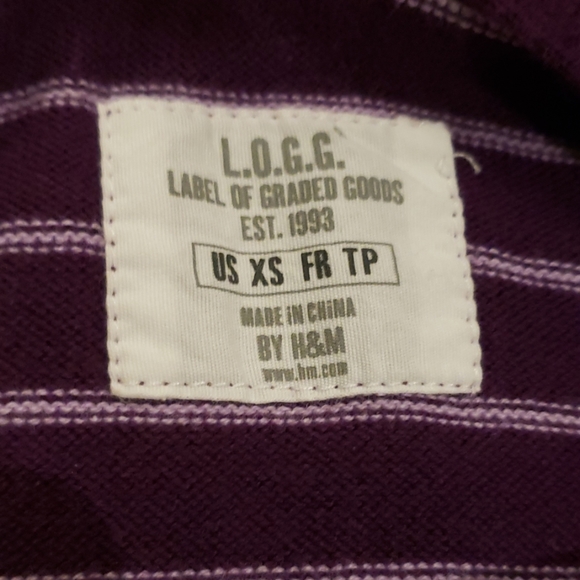 L.O.G.G.
LABEL OF GRADED GOODS
EST. 1993
US XS FR TP
MADE IN CHINA
BY H&M
www.hm.com